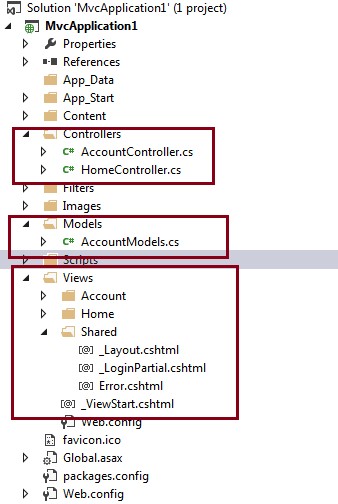 Solution 'MvcApplication1' (1 project)
MvcApplication1
Properties
References
App_Data
App_Start
Content
Controllers
C# AccountController.cs
C# HomeController.cs
Filters
Images
Models
C# AccountModels.cs
Scripts
Views
Account
Home
Shared
[@] _Layout.cshtml
[@] _LoginPartial.cshtml
[@] Error.cshtml
[@] _ViewStart.cshtml
Web.config
favicon.ico
Global.asax
packages.config
Web.config